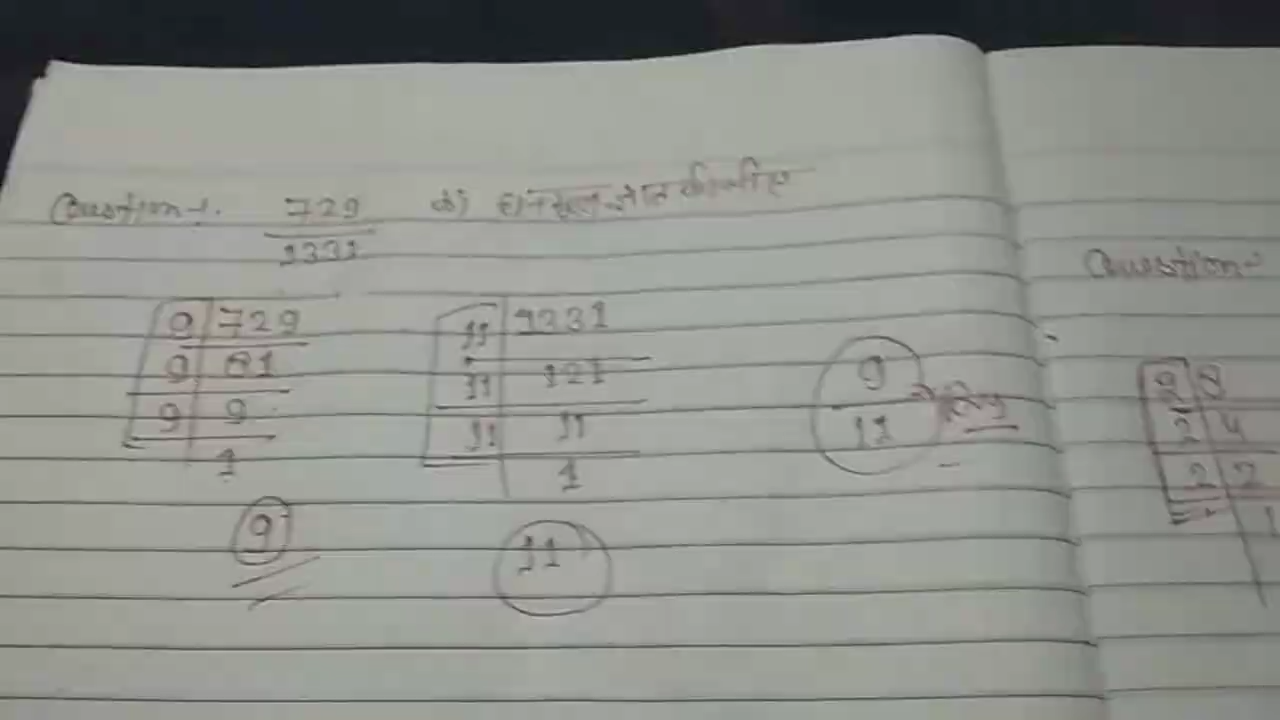 Question-1. 729/1331 का घनमूल ज्ञात कीजिए
9 | 729
9 | 81
9 | 9
1
9
11 | 1331
11 | 121
11 | 11
1
11
9/11
Question-
2 | 8
2 | 4
2 | 2
1